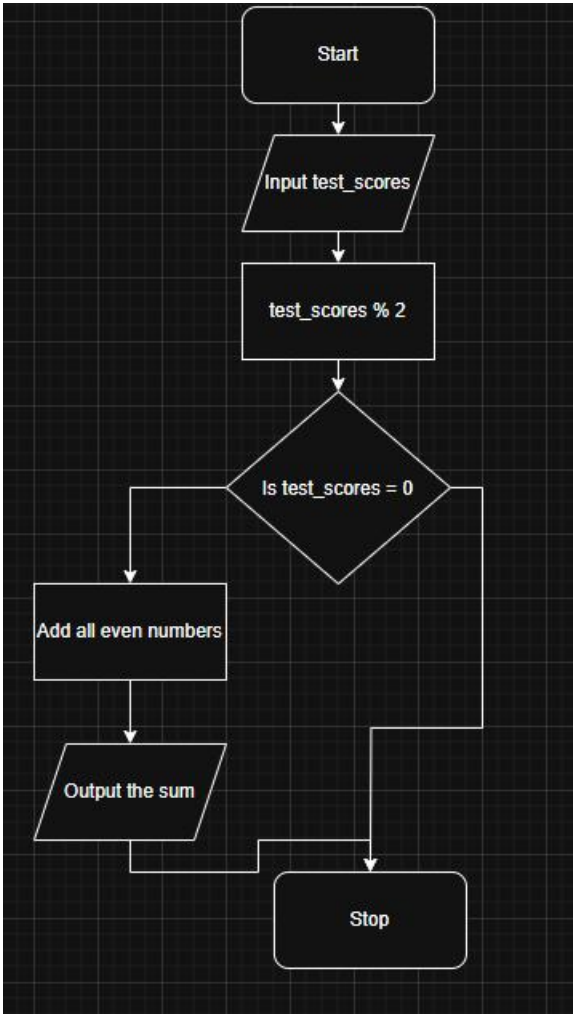 Start
Input test_scores
test_scores % 2
Is test_scores = 0
Add all even numbers
Output the sum
Stop